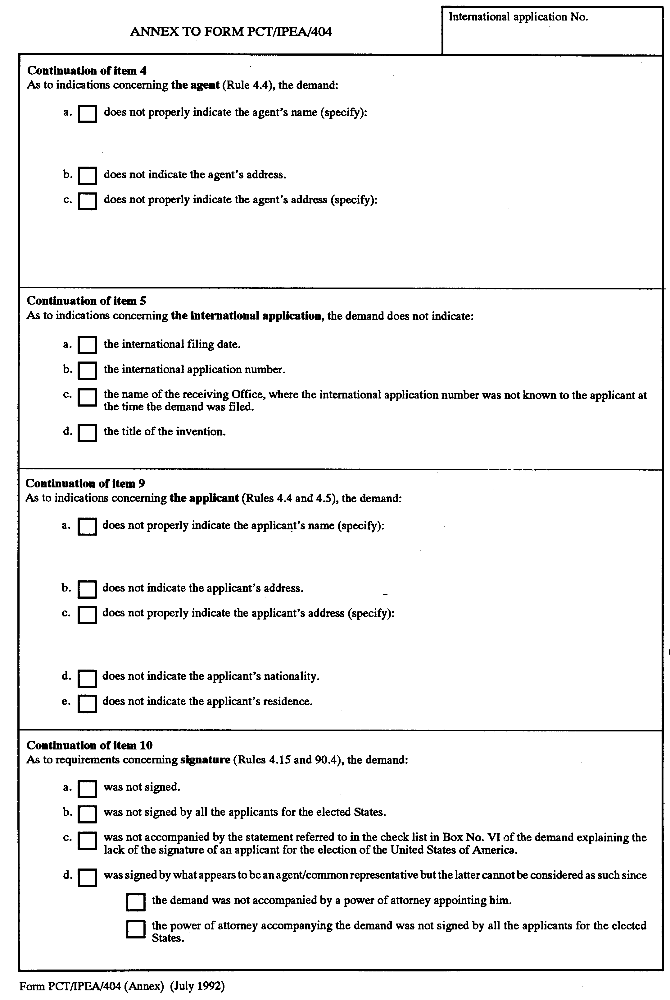 International application No.
ANNEX TO FORM PCT/IPEA/404
Continuation of item 4
As to indications concerning the agent (Rule 4.4), the demand:
a. does not properly indicate the agent's name (specify):
b. does not indicate the agent's address.
c. does not properly indicate the agent's address (specify):
Continuation of item 5
As to indications concerning the international application, the demand does not indicate:
a. the international filing date.
b. the international application number.
c. the name of the receiving Office, where the international application number was not known to the applicant at
the time the demand was filed.
d. the title of the invention.
Continuation of item 9
As to indications concerning the applicant (Rules 4.4 and 4.5), the demand:
a. does not properly indicate the applicant's name (specify):
b. does not indicate the applicant's address.
c. does not properly indicate the applicant's address (specify):
d. does not indicate the applicant's nationality.
e. does not indicate the applicant's residence.
Continuation of item 10
As to requirements concerning signature (Rules 4.15 and 90.4), the demand:
a. was not signed.
b. was not signed by all the applicants for the elected States.
c. was not accompanied by the statement referred to in the check list in Box No. VI of the demand explaining the
lack of the signature of an applicant for the election of the United States of America.
d. was signed by what appears to be an agent/common representative but the latter cannot be considered as such since
the demand was not accompanied by a power of attorney appointing him.
the power of attorney accompanying the demand was not signed by all the applicants for the elected
States.
Form PCT/IPEA/404 (Annex) (July 1992)